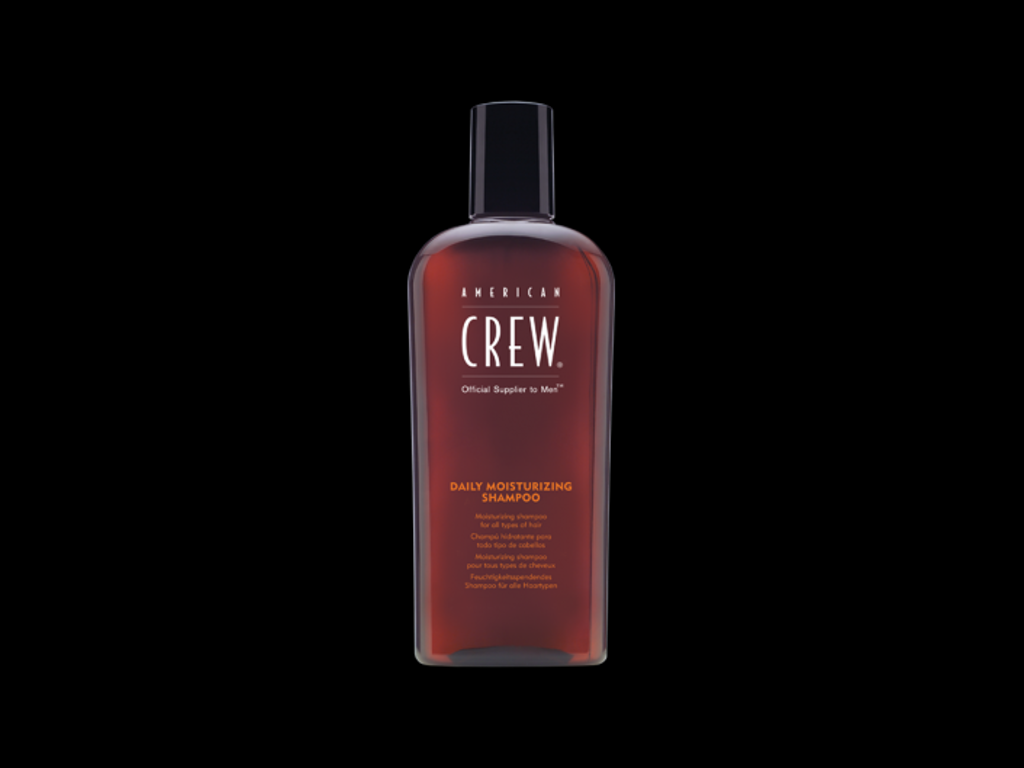 AMERICAN
CREW®
Official Supplier to Men™
DAILY MOISTURIZING
SHAMPOO
Moisturizing shampoo
for all types of hair
Champú hidratante para
todo tipo de cabellos
Moisturizing shampoo
pour tous types de cheveux
Feuchtigkeitsspendendes
Shampoo für alle Haartypen